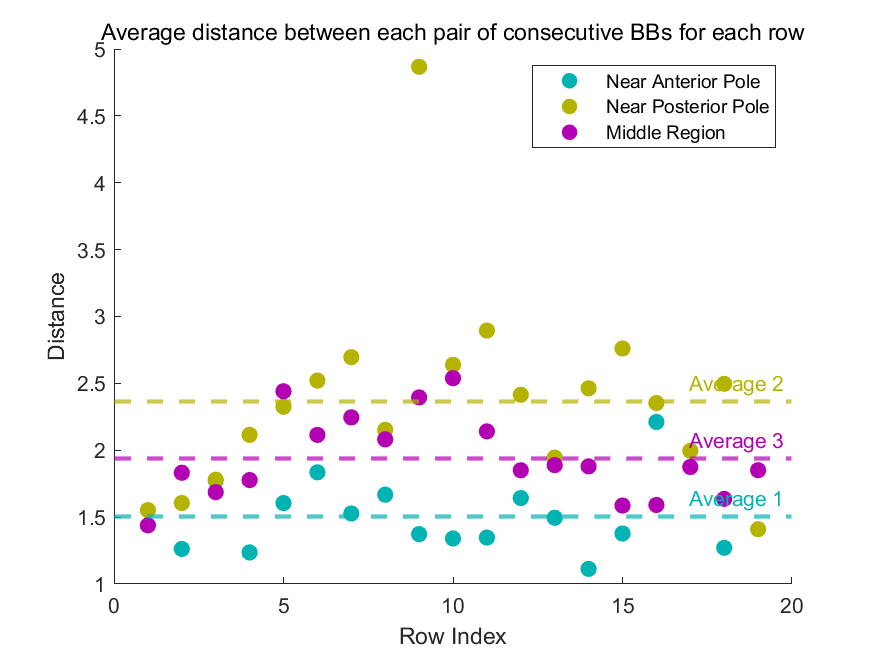 Average distance between each pair of consecutive BBs for each row
5
4.5
4
3.5
3
2.5
2
1.5
1
Distance
Near Anterior Pole
Near Posterior Pole
Middle Region
Average 2
Average 3
Average 1
0
5
10
15
20
Row Index